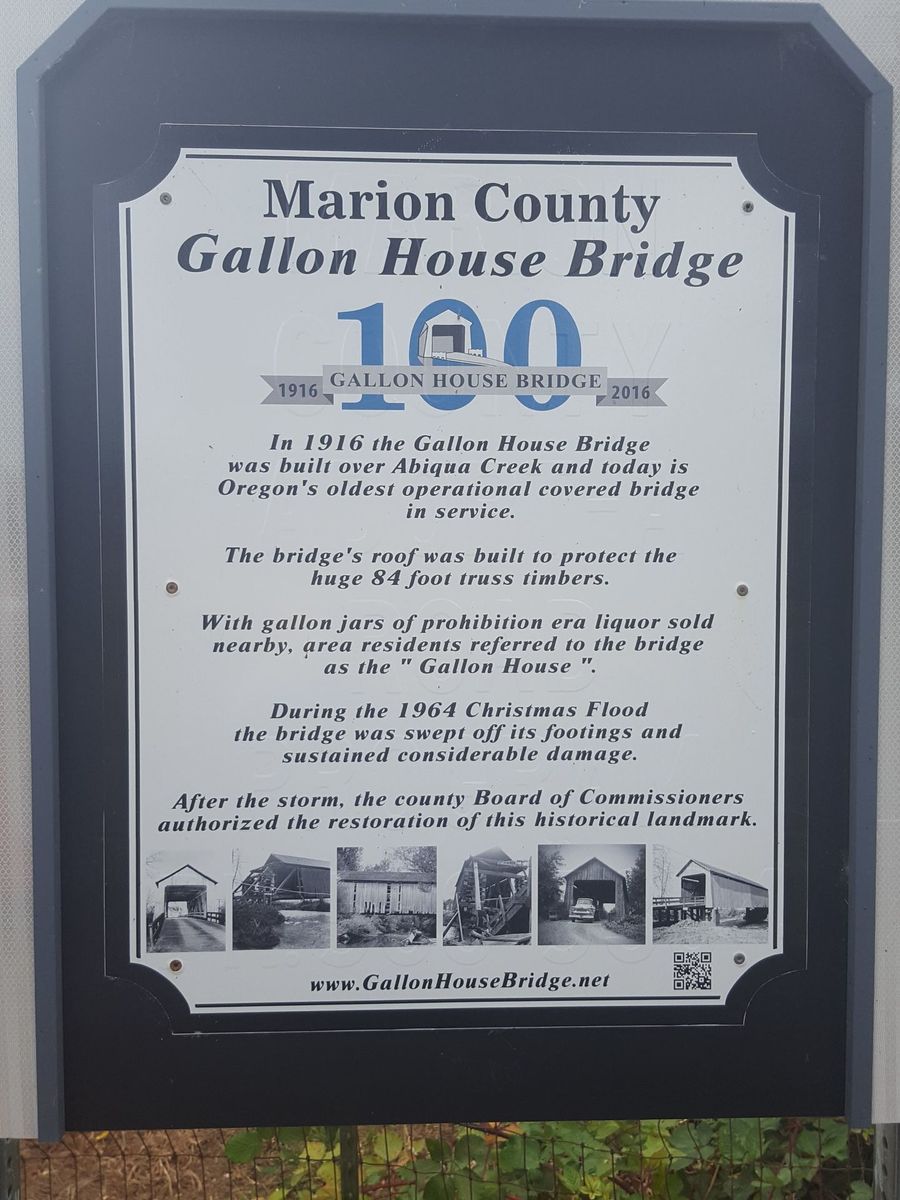 Marion County
Gallon House Bridge
100
1916 GALLON HOUSE BRIDGE 2016
In 1916 the Gallon House Bridge
was built over Abiqua Creek and today is
Oregon's oldest operational covered bridge
in service.
The bridge's roof was built to protect the
huge 84 foot truss timbers.
With gallon jars of prohibition era liquor sold
nearby, area residents referred to the bridge
as the " Gallon House ".
During the 1964 Christmas Flood
the bridge was swept off its footings and
sustained considerable damage.
After the storm, the county Board of Commissioners
authorized the restoration of this historical landmark.
www.GallonHouseBridge.net